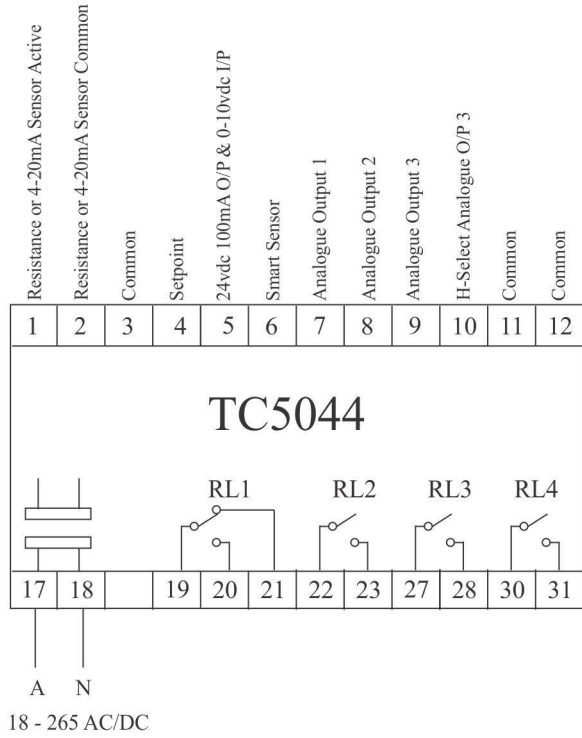 Resistance or 4-20mA Sensor Active
Resistance or 4-20mA Sensor Common
Common
Setpoint
24vdc 100mA O/P & 0-10vdc I/P
Smart Sensor
Analogue Output 1
Analogue Output 2
Analogue Output 3
H-Select Analogue O/P 3
Common
Common
1 2 3 4 5 6 7 8 9 10 11 12
TC5044
RL1 RL2 RL3 RL4
17 18 19 20 21 22 23 27 28 30 31
A N
18 - 265 AC/DC